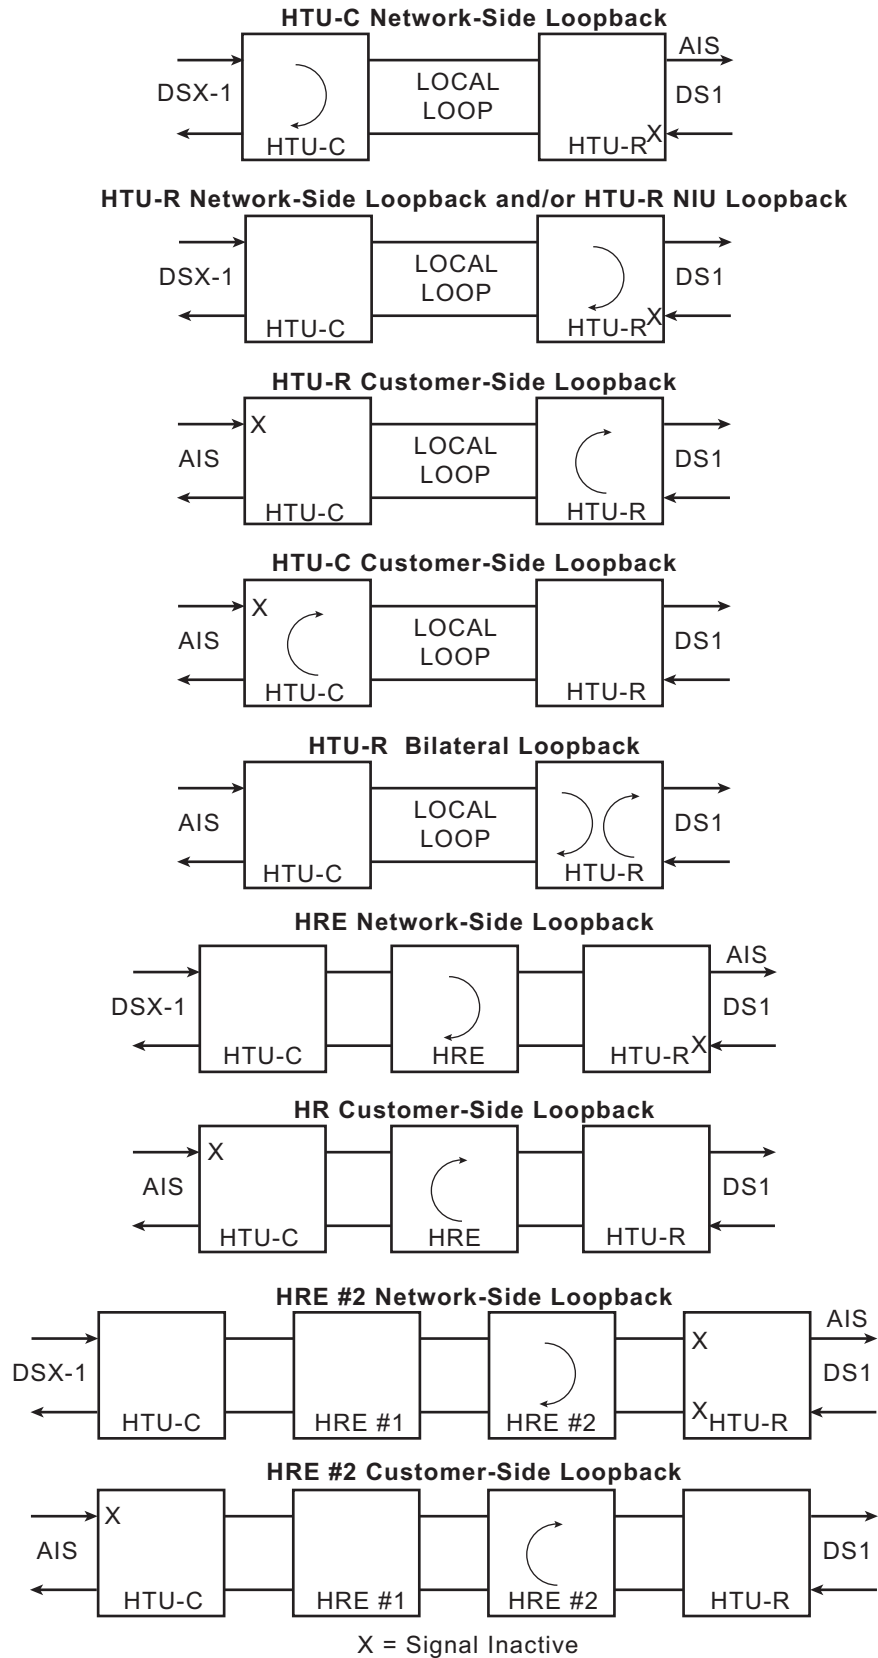 HTU-C Network-Side Loopback
AIS
DSX-1
LOCAL
LOOP
DS1
HTU-C
HTU-R
X
HTU-R Network-Side Loopback and/or HTU-R NIU Loopback
DSX-1
LOCAL
LOOP
DS1
HTU-C
HTU-R
X
HTU-R Customer-Side Loopback
X
AIS
LOCAL
LOOP
DS1
HTU-C
HTU-R
HTU-C Customer-Side Loopback
X
AIS
LOCAL
LOOP
DS1
HTU-C
HTU-R
HTU-R Bilateral Loopback
AIS
LOCAL
LOOP
DS1
HTU-C
HTU-R
HRE Network-Side Loopback
AIS
DSX-1
DS1
HTU-C
HRE
HTU-R
X
HR Customer-Side Loopback
X
AIS
DS1
HTU-C
HRE
HTU-R
HRE #2 Network-Side Loopback
AIS
X
DSX-1
DS1
HTU-C
HRE #1
HRE #2
X
HTU-R
HRE #2 Customer-Side Loopback
X
AIS
DS1
HTU-C
HRE #1
HRE #2
HTU-R
X = Signal Inactive